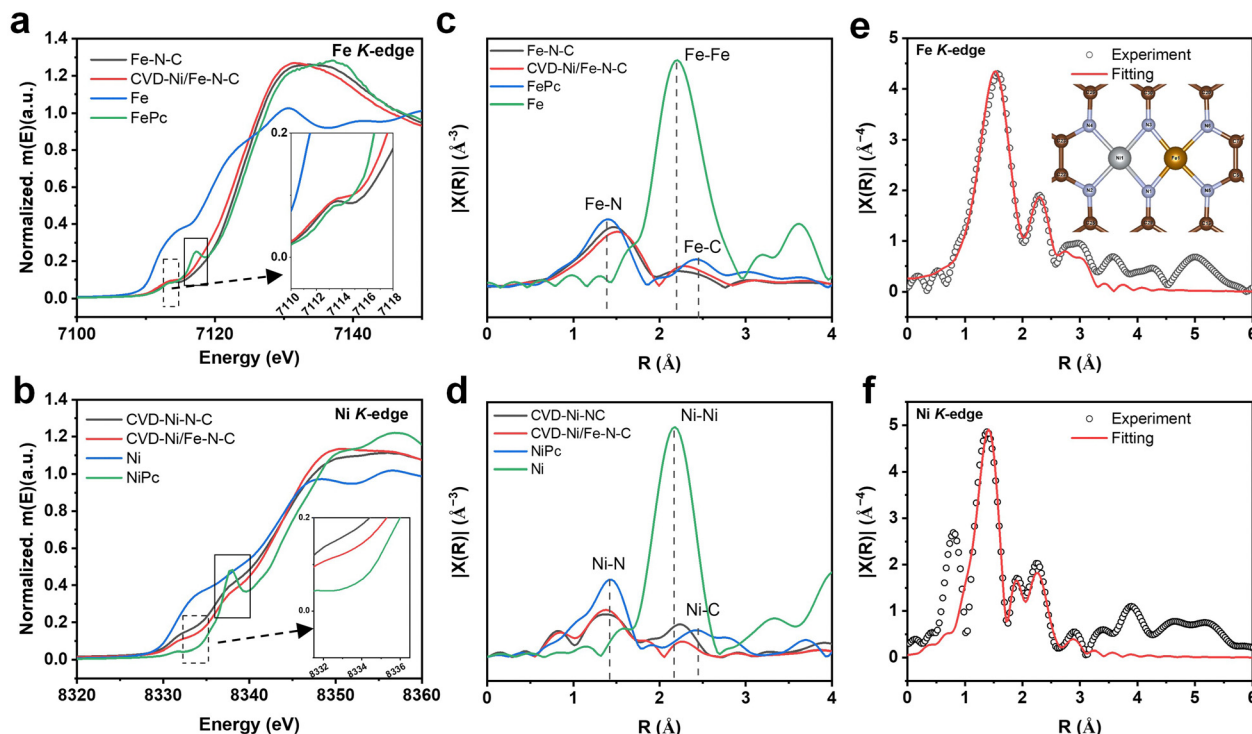 a
Fe K-edge
Fe-N-C
CVD-Ni/Fe-N-C
Fe
FePc
Normalized. m(E)(a.u.)
1.4
1.2
1.0
0.8
0.6
0.4
0.2
0.0
0.2
0.0
7110
7112
7114
7116
7118
7100 7120 7140
Energy (eV)
b
Ni K-edge
CVD-Ni-N-C
CVD-Ni/Fe-N-C
Ni
NiPc
Normalized. m(E)(a.u.)
1.4
1.2
1.0
0.8
0.6
0.4
0.2
0.0
0.2
0.0
8332
8334
8336
8320 8330 8340 8350 8360
Energy (eV)
c
Fe-N-C
CVD-Ni/Fe-N-C
FePc
Fe
Fe-Fe
Fe-N
Fe-C
|X(R)| (Å-3)
0 1 2 3 4
R (Å)
d
CVD-Ni-NC
CVD-Ni/Fe-N-C
NiPc
Ni
Ni-Ni
Ni-N
Ni-C
|X(R)| (Å−3)
0 1 2 3 4
R (Å)
e
Fe K-edge
Experiment
Fitting
|X(R)| (Å−4)
5
4
3
2
1
0
-1
0 1 2 3 4 5 6
R (Å)
f
Ni K-edge
Experiment
Fitting
|X(R)| (Å−4)
5
4
3
2
1
0
0 1 2 3 4 5 6
R (Å)